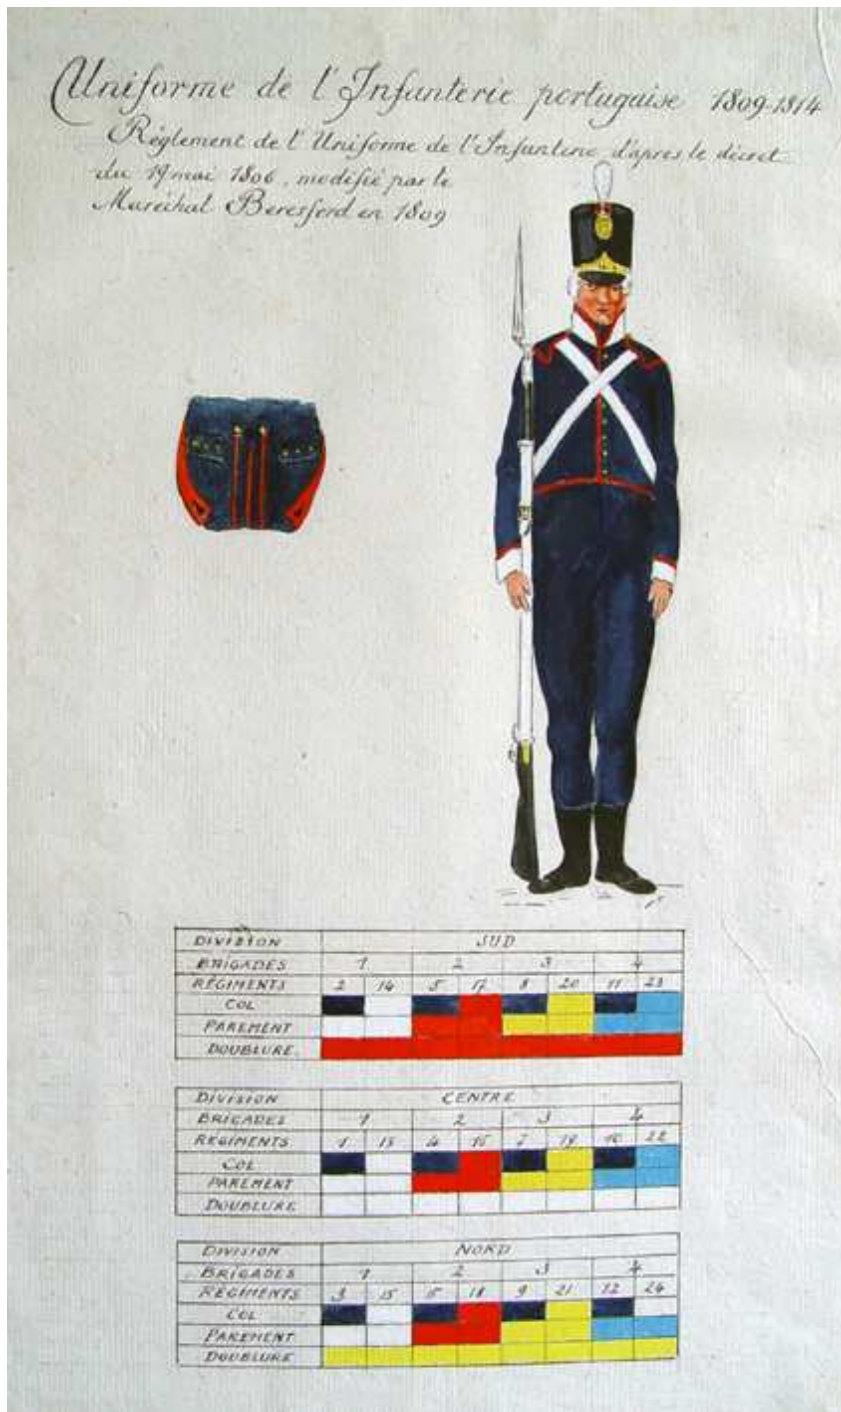 Uniforme de l'Infanterie portugaise 1809-1814
Réglement de l'Uniforme de l'Infanterie d'après le décret
du 19 mai 1806, modifié par le
Maréchal Beresferd en 1809
DIVISION SUD
BRIGADES 1 2 3 4
RÉGIMENTS 2 14 5 17 8 20 11 23
COL
PAREMENT
DOUBLURE
DIVISION CENTRE
BRIGADES 1 2 3 4
REGIMENTS 1 13 4 16 7 19 10 22
COL
PAREMENT
DOUBLURE
DIVISION NORD
BRIGADES 1 2 3 4
REGIMENTS 3 15 18 9 21 12 24
COL
PAREMENT
DOUBLURE